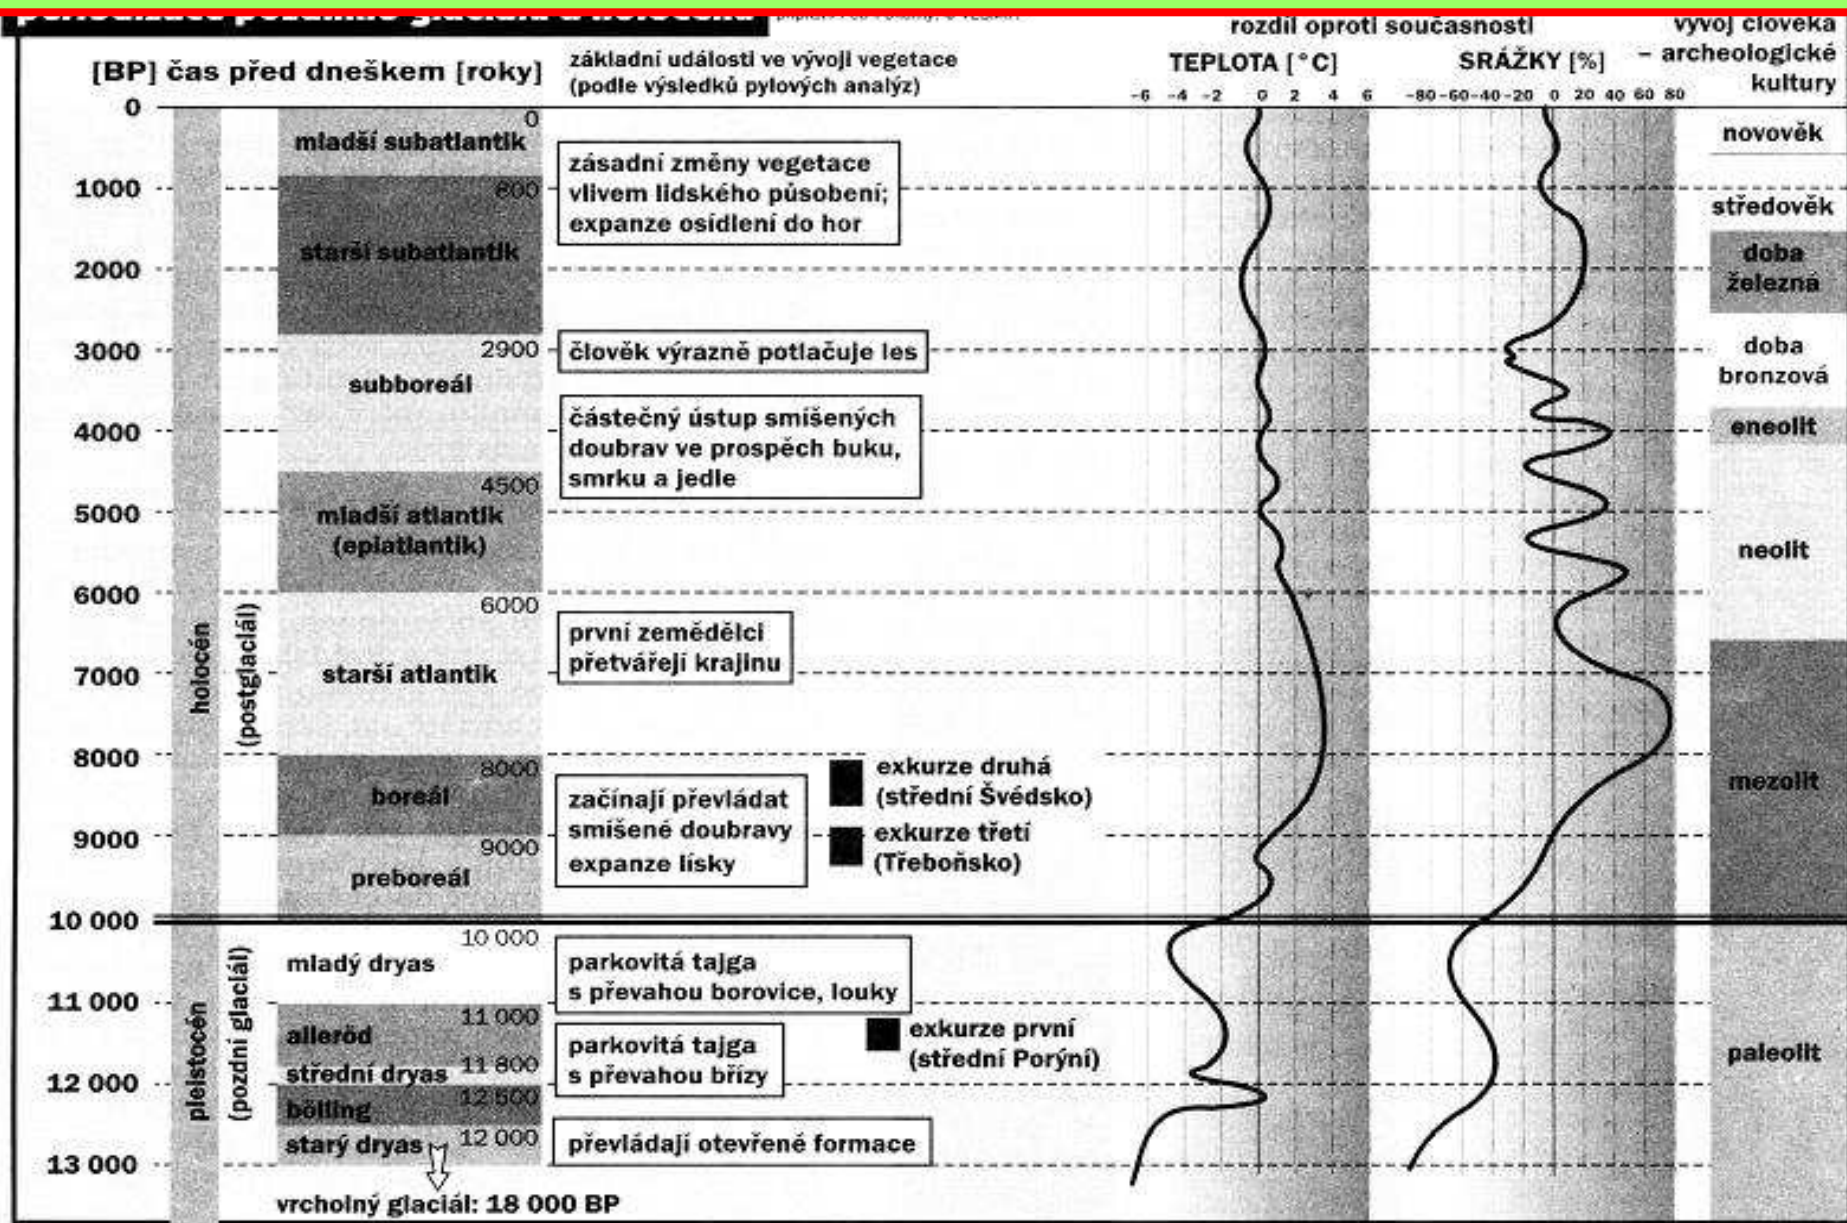 rozdíl oproti současnosti
vývoj člověka
– archeologické
kultury
[BP] čas před dneškem [roky]
základní události ve vývoji vegetace
(podle výsledků pylových analýz)
TEPLOTA [°C]
SRÁŽKY [%]
-6 -4 -2 0 2 4 6
-80 -60 -40 -20 0 20 40 60 80
0
1000
2000
3000
4000
5000
6000
7000
8000
9000
10 000
11 000
12 000
13 000
holocén
(postglaciál)
pleistocén
(pozdní glaciál)
0
mladší subatlantik
800
starší subatlantik
2900
subboreál
4500
mladší atlantik
(epiatlantik)
6000
starší atlantik
8000
boreál
9000
preboreál
10 000
mladý dryas
11 000
alleröd
11 800
střední dryas
12 500
bölling
12 000
starý dryas
vrcholný glaciál: 18 000 BP
zásadní změny vegetace
vlivem lidského působení;
expanze osídlení do hor
člověk výrazně potlačuje les
částečný ústup smíšených
doubrav ve prospěch buku,
smrku a jedle
první zemědělci
přetvářejí krajinu
začínají převládat
smíšené doubravy
expanze lísky
exkurze druhá
(střední Švédsko)
exkurze třetí
(Třeboňsko)
parkovitá tajga
s převahou borovice, louky
parkovitá tajga
s převahou břízy
exkurze první
(střední Porýní)
převládají otevřené formace
novověk
středověk
doba
železná
doba
bronzová
eneolit
neolit
mezolit
paleolit